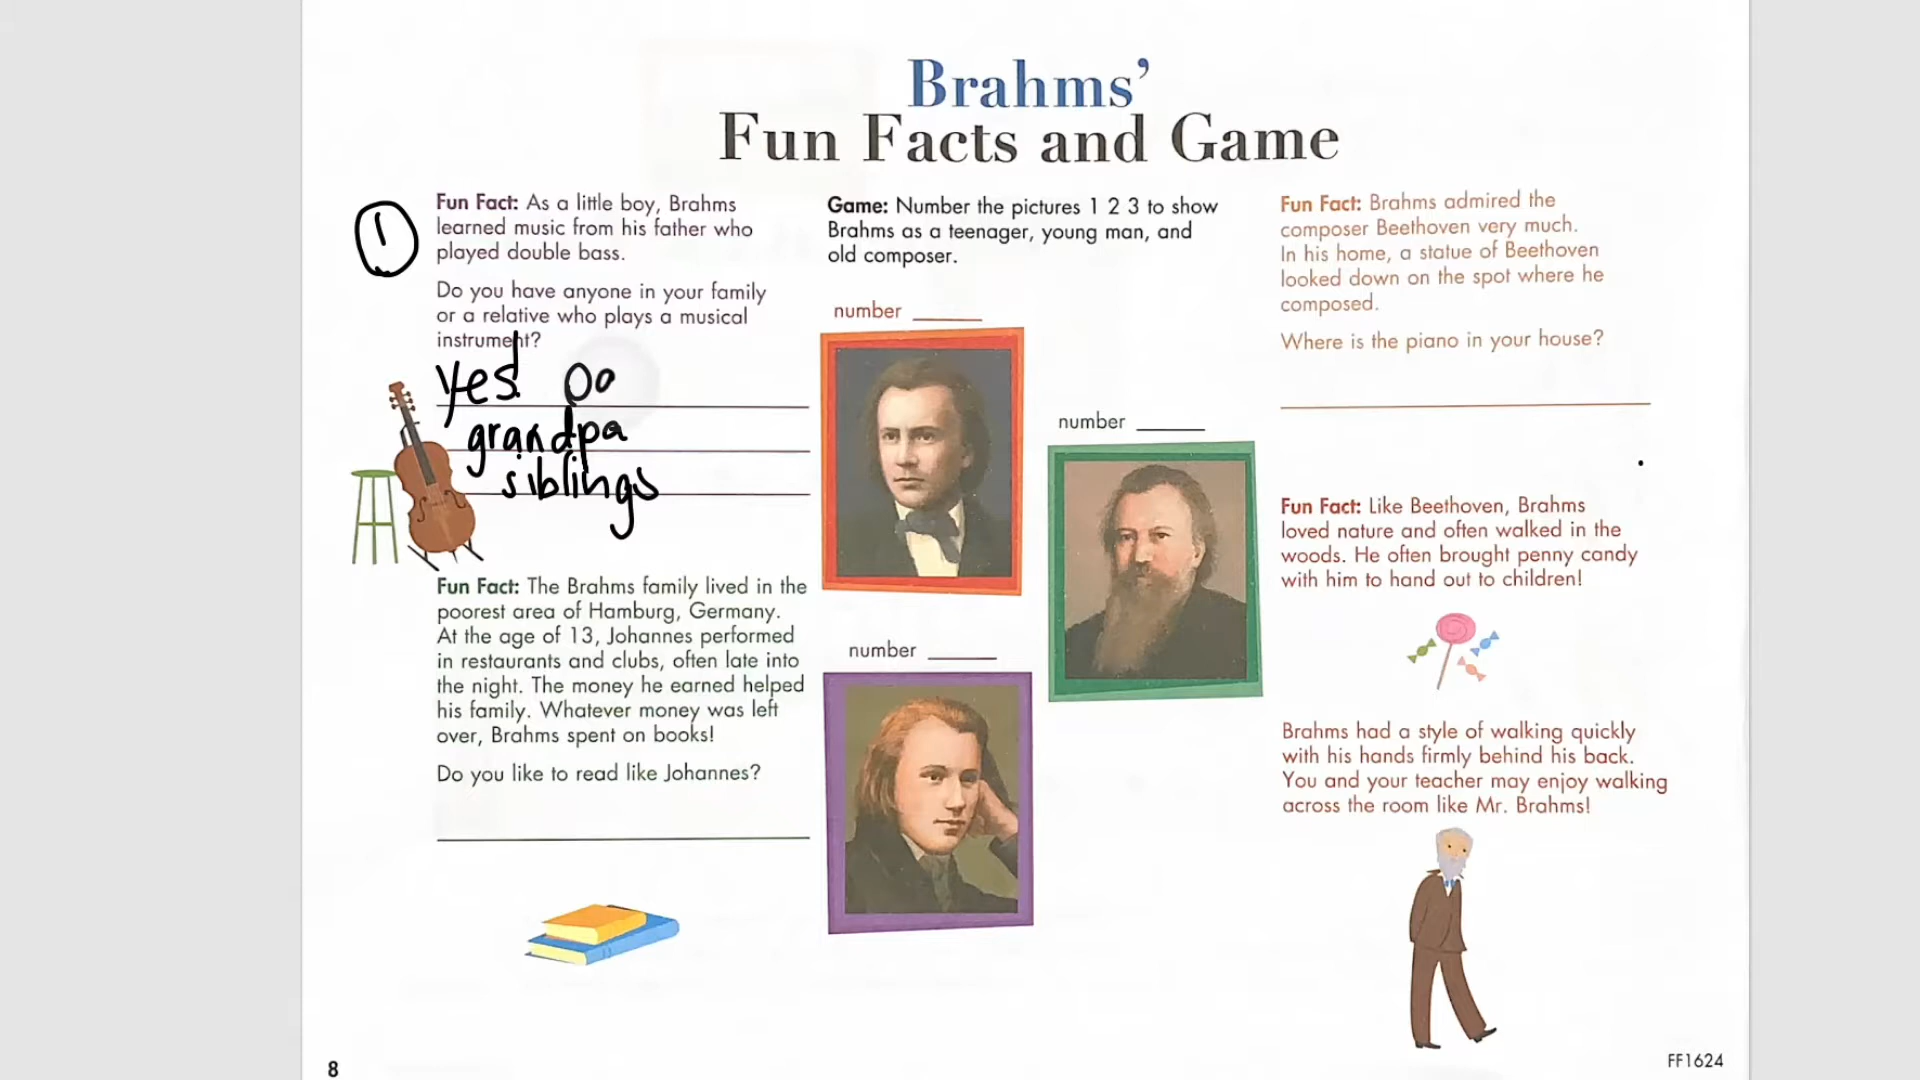 Brahms'
Fun Facts and Game
1
Fun Fact: As a little boy, Brahms
learned music from his father who
played double bass.
Do you have anyone in your family
or a relative who plays a musical
instrument?
yes!
grandpa
siblings
Fun Fact: The Brahms family lived in the
poorest area of Hamburg, Germany.
At the age of 13, Johannes performed
in restaurants and clubs, often late into
the night. The money he earned helped
his family. Whatever money was left
over, Brahms spent on books!
Do you like to read like Johannes?
Game: Number the pictures 1 2 3 to show
Brahms as a teenager, young man, and
old composer.
number
number
number
Fun Fact: Brahms admired the
composer Beethoven very much.
In his home, a statue of Beethoven
looked down on the spot where he
composed.
Where is the piano in your house?
Fun Fact: Like Beethoven, Brahms
loved nature and often walked in the
woods. He often brought penny candy
with him to hand out to children!
Brahms had a style of walking quickly
with his hands firmly behind his back.
You and your teacher may enjoy walking
across the room like Mr. Brahms!
8
FF1624